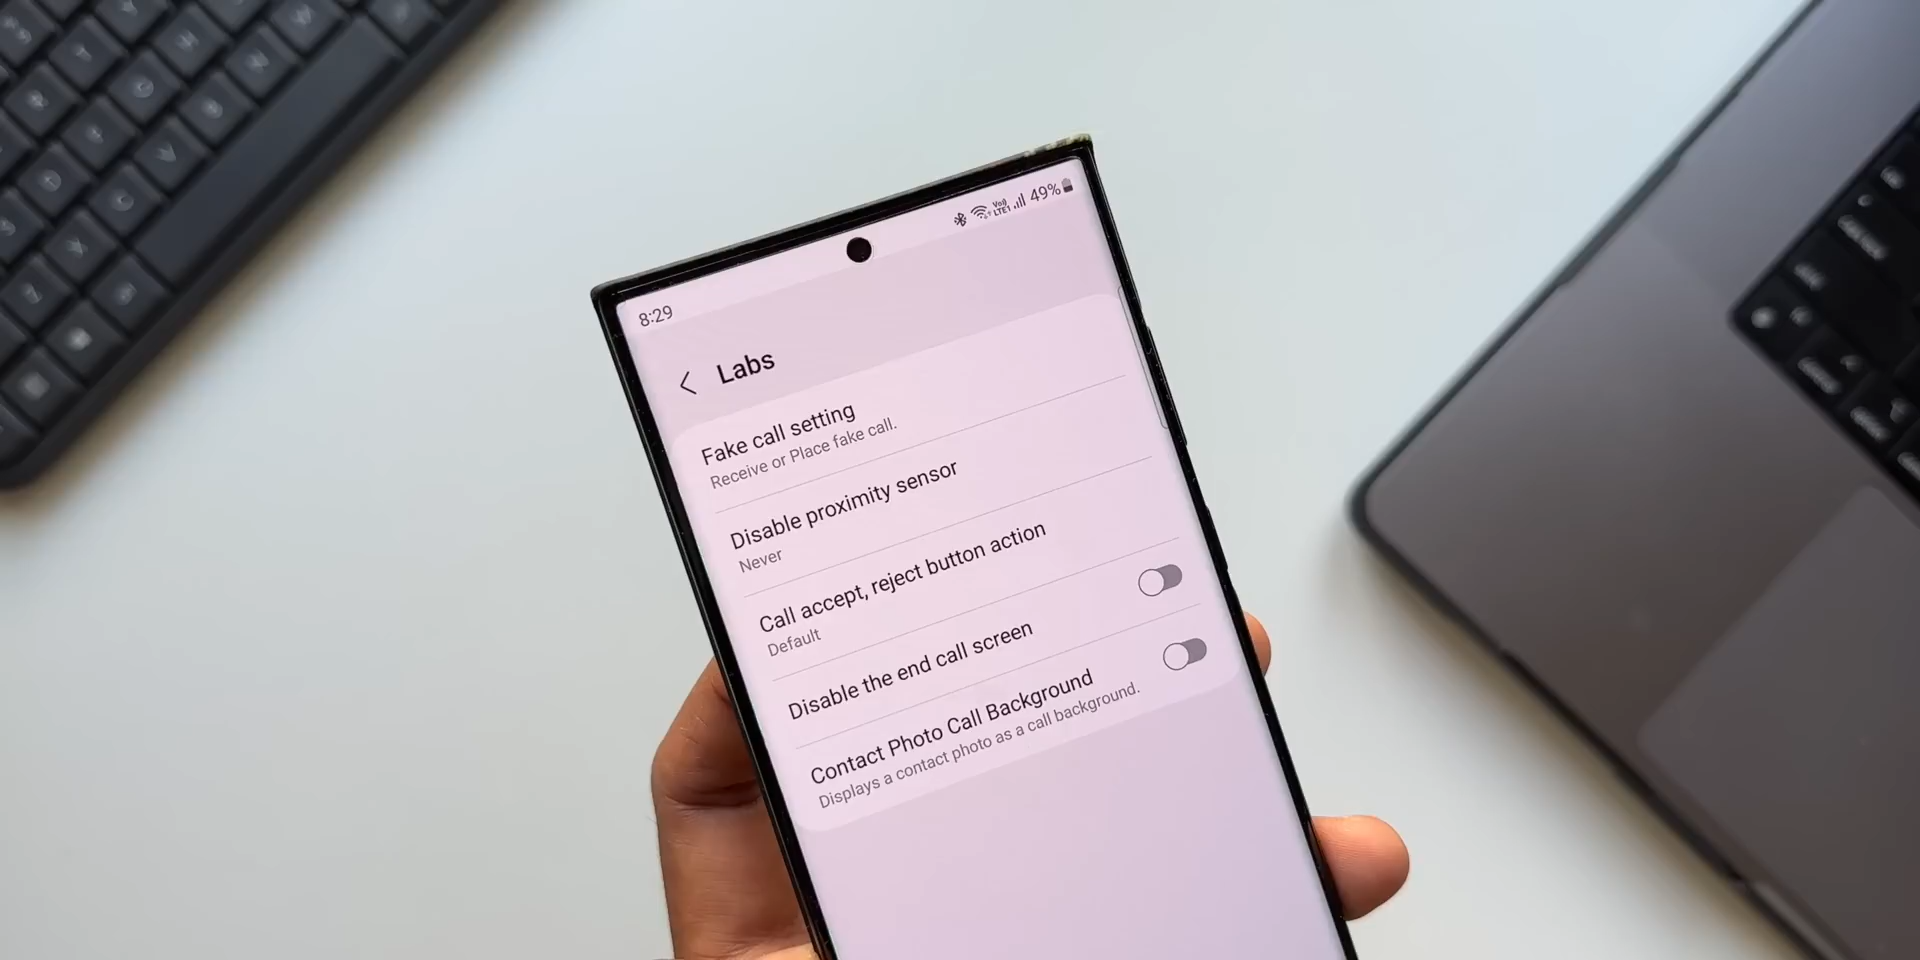 8:29
49%
Labs
Fake call setting
Receive or Place fake call.
Disable proximity sensor
Never
Call accept, reject button action
Default
Disable the end call screen
Contact Photo Call Background
Displays a contact photo as a call background.